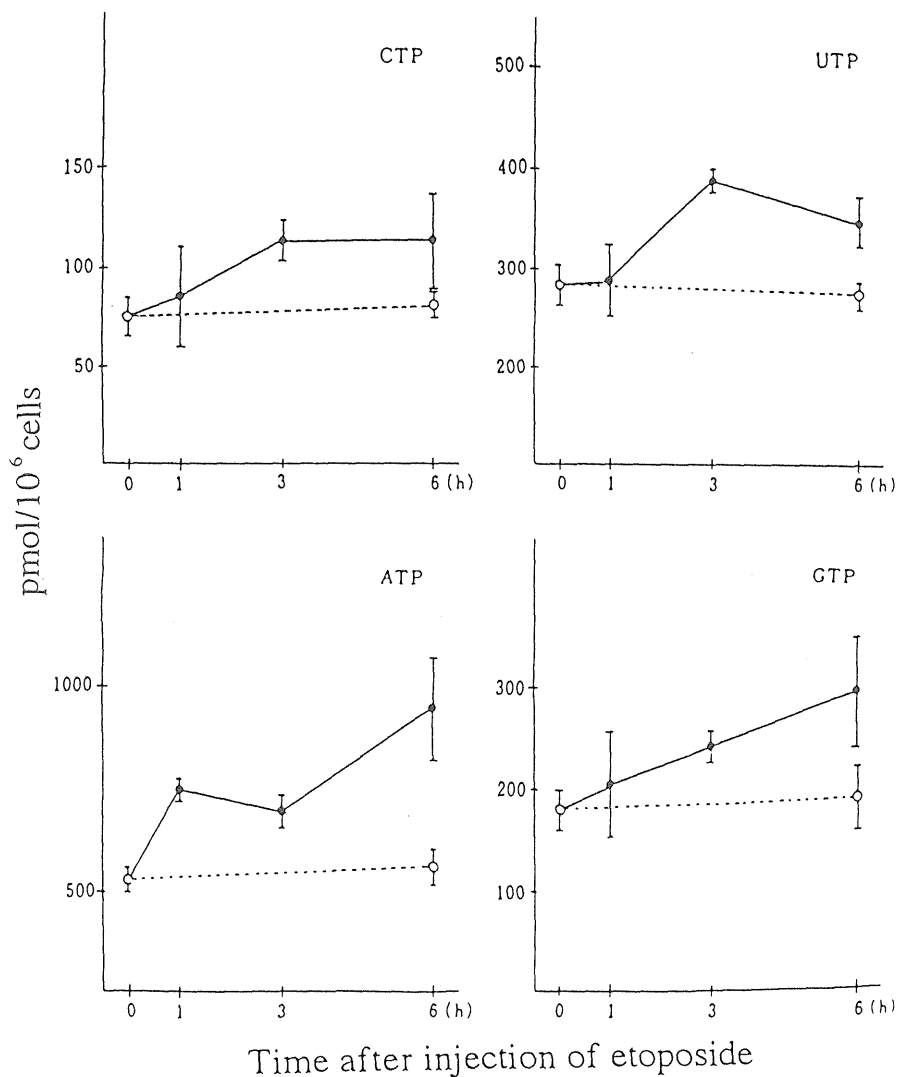 CTP
150
100
50
0 1 3 6 (h)
UTP
500
400
300
200
0 1 3 6 (h)
pmol/10⁶ cells
ATP
1000
500
0 1 3 6 (h)
GTP
300
200
100
0 1 3 6 (h)
Time after injection of etoposide